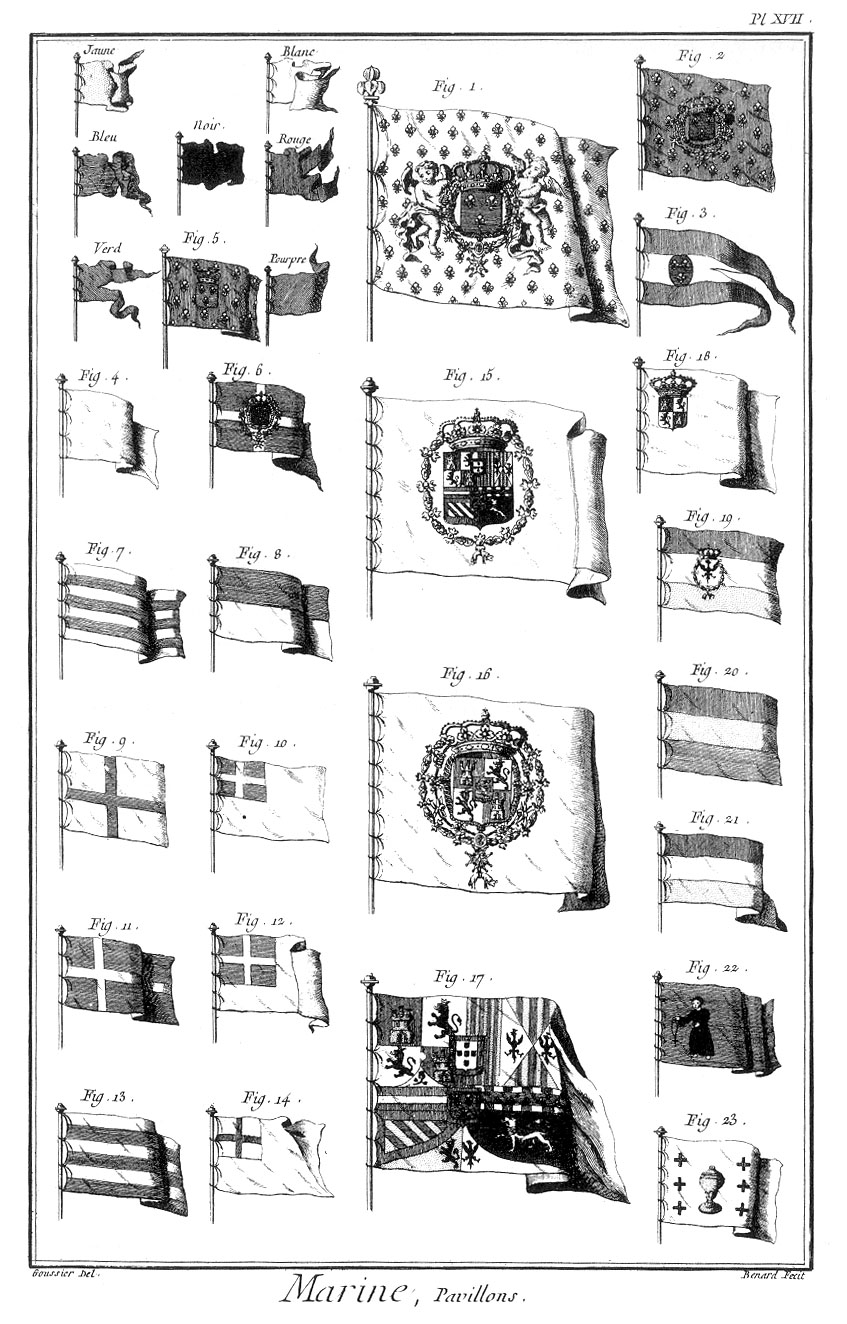 Pl XVII.
Jaune
Blanc
Fig. 1.
Fig. 2
Bleu
Noir.
Rouge
Fig. 3.
Verd
Fig. 5.
Pourpre
Fig. 4.
Fig. 6.
Fig. 15.
Fig. 18.
Fig. 7.
Fig. 8.
Fig. 19.
Fig. 16.
Fig. 20.
Fig. 9.
Fig. 10.
Fig. 21.
Fig. 11.
Fig. 12.
Fig. 17.
Fig. 22.
Fig. 13.
Fig. 14.
Fig. 23.
Goussier Del.
Benard Fecit
Marine, Pavillons.